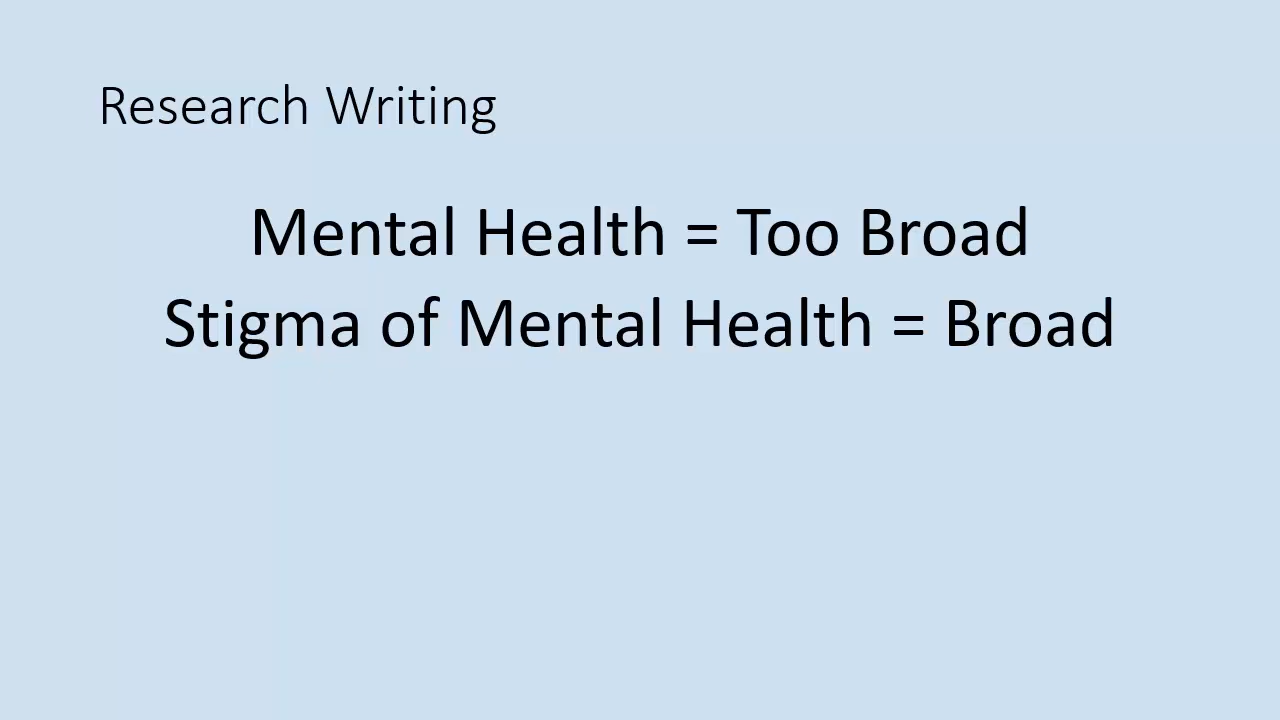 Research Writing
Mental Health = Too Broad
Stigma of Mental Health = Broad